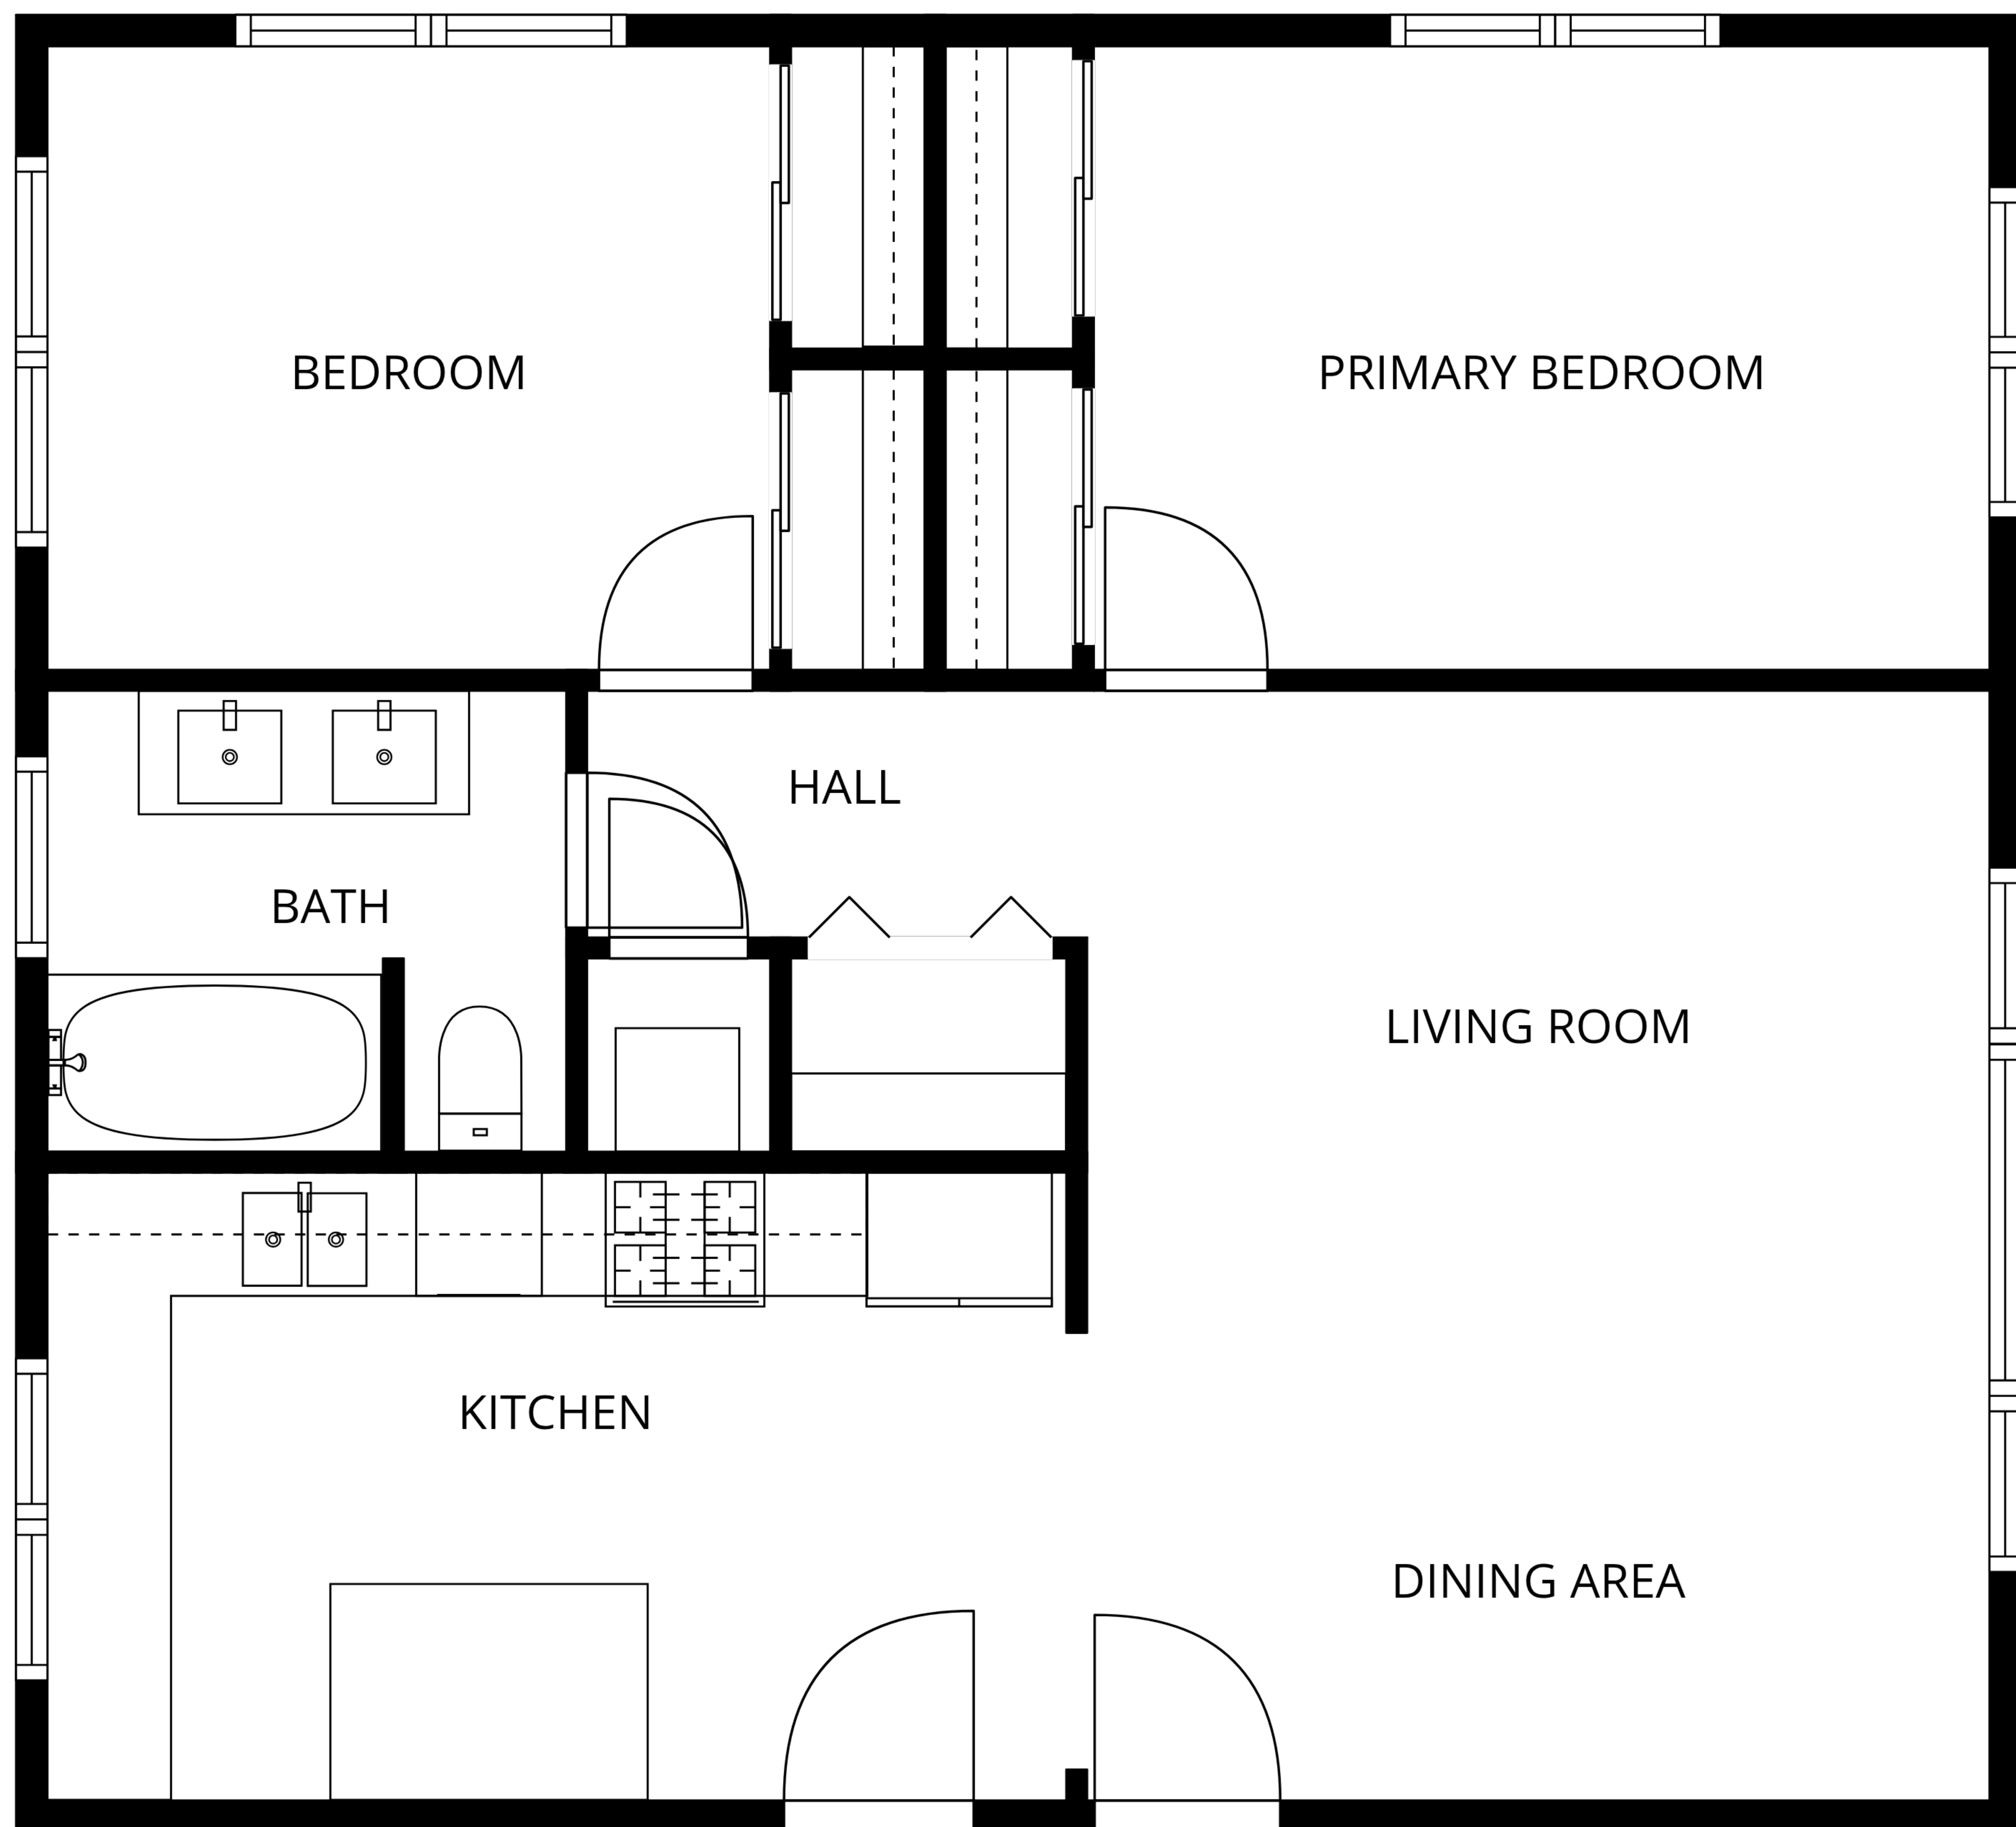 BEDROOM
PRIMARY BEDROOM
HALL
BATH
LIVING ROOM
KITCHEN
DINING AREA